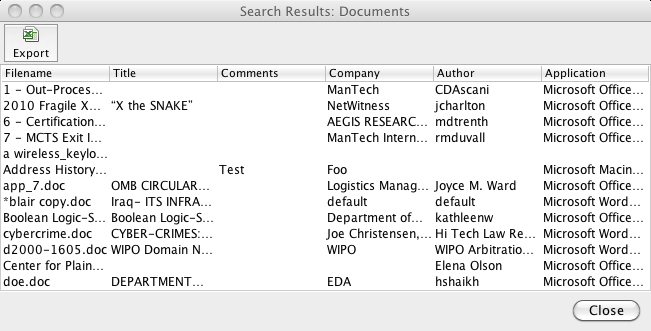 Search Results: Documents
Export
Filename Title Comments Company Author Application
1 – Out-Proces... ManTech CDAscani Microsoft Office...
2010 Fragile X... “X the SNAKE” NetWitness jcharlton Microsoft Office...
6 – Certification... AEGIS RESEARC... mdtrenth Microsoft Office...
7 – MCTS Exit I... ManTech Intern... rmduvall Microsoft Office...
a wireless_keylo...
Address History... Test Foo Microsoft Macin...
app_7.doc OMB CIRCULAR... Logistics Manag... Joyce M. Ward Microsoft Office...
*blair copy.doc Iraq– ITS INFRA... default default Microsoft Word...
Boolean Logic–S... Boolean Logic–S... Department of... kathleenw Microsoft Word...
cybercrime.doc CYBER–CRIMES:... Joe Christensen,... Hi Tech Law Re... Microsoft Office...
d2000-1605.doc WIPO Domain N... WIPO WIPO Arbitratio... Microsoft Word...
Center for Plain... Elena Olson Microsoft Office...
doe.doc DEPARTMENT... EDA hshaikh Microsoft Office...
Close